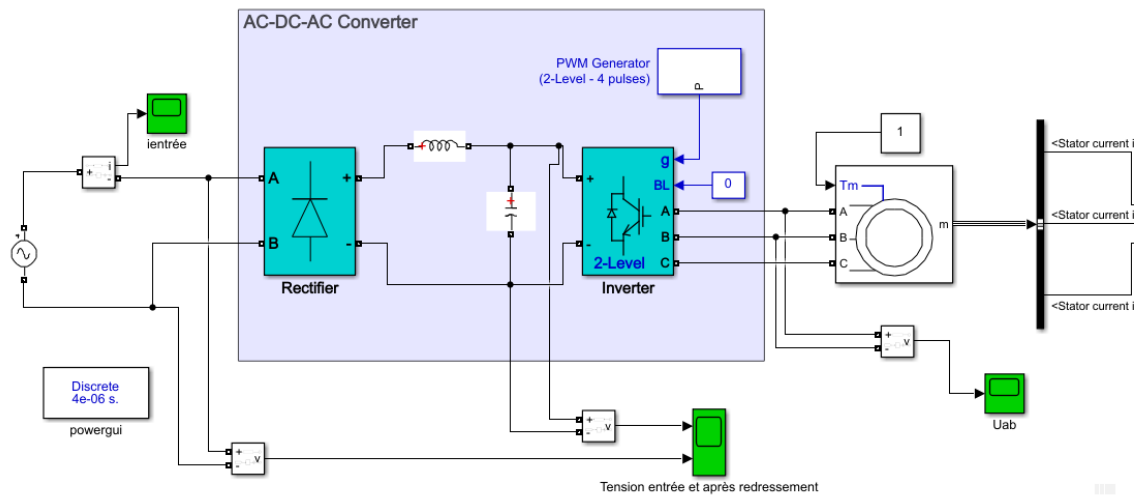 AC-DC-AC Converter
PWM Generator
(2-Level - 4 pulses)
P
i
+
-
ientrée
1
<Stator current i
A
+
g
+
BL
0
Tm
A
A
m
<Stator current i
B
-
-
B
B
2-Level
C
C
Rectifier
Inverter
<Stator current i
+
-
v
Discrete
4e-06 s.
powergui
Uab
+
-
v
+
-
v
Tension entrée et après redressement